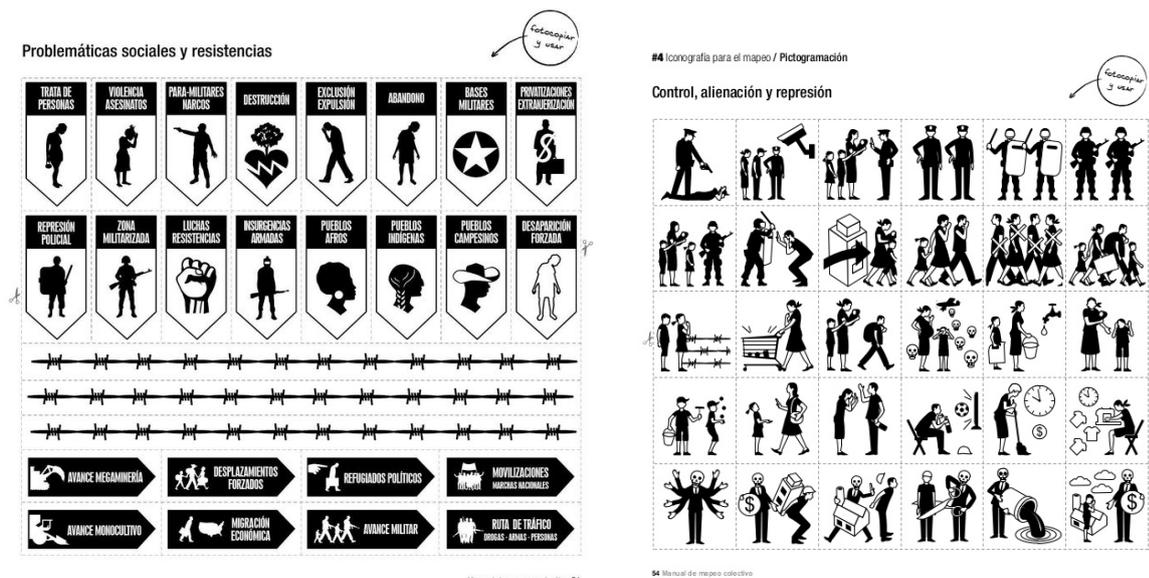 Problemáticas sociales y resistencias
fotocopiar
y usar
TRATA DE
PERSONAS
VIOLENCIA
ASESINATOS
PARA-MILITARES
NARCOS
DESTRUCCIÓN
EXCLUSIÓN
EXPULSIÓN
ABANDONO
BASES
MILITARES
PRIVATIZACIONES
EXTRANJERIZACIÓN
REPRESIÓN
POLICIAL
ZONA
MILITARIZADA
LUCHAS
RESISTENCIAS
INSURGENCIAS
ARMADAS
PUEBLOS
AFROS
PUEBLOS
INDÍGENAS
PUEBLOS
CAMPESINOS
DESAPARICIÓN
FORZADA
AVANCE MEGAMINERÍA
DESPLAZAMIENTOS
FORZADOS
REFUGIADOS POLÍTICOS
MOVILIZACIONES
MARCHAS NACIONALES
AVANCE MONOCULTIVO
MIGRACIÓN
ECONÓMICA
AVANCE MILITAR
RUTA DE TRÁFICO
DROGAS - ARMAS - PERSONAS
#4 Iconografía para el mapeo / Pictogramación
Control, alienación y represión
fotocopiar
y usar
$
$
$
54 Manual de mapeo colectivo